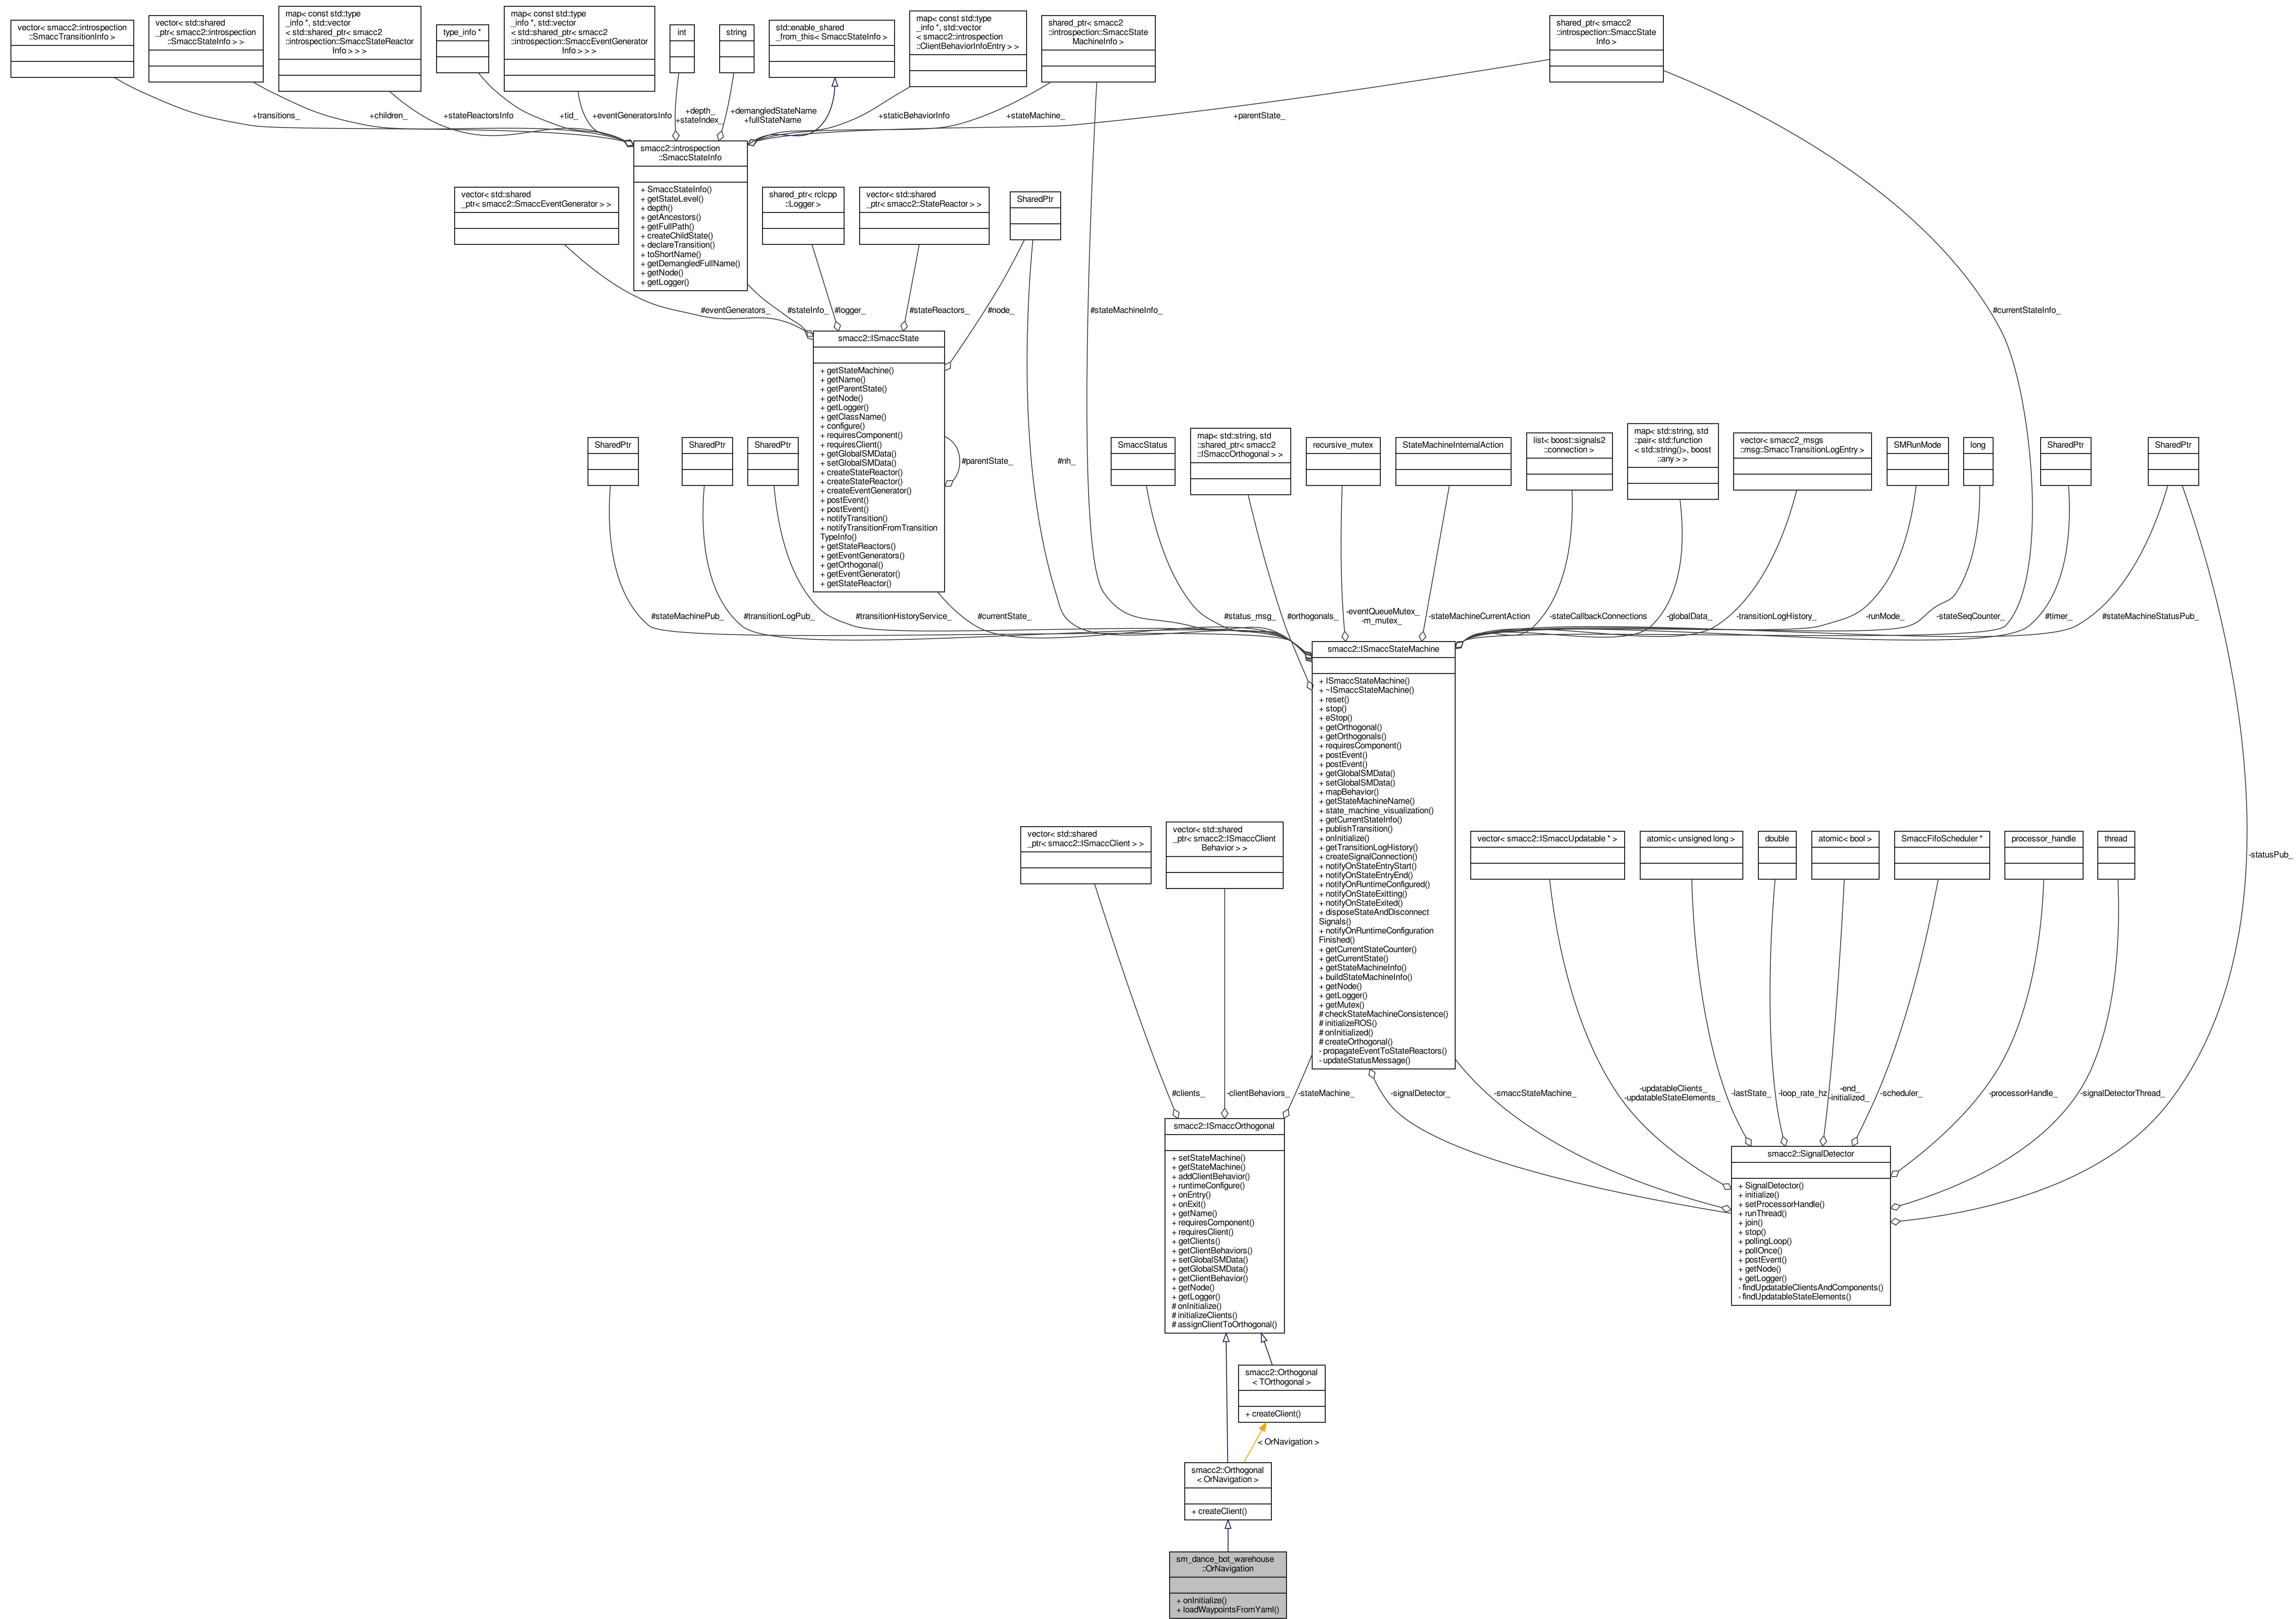 vector< smacc2::introspection
::SmaccTransitionInfo >
vector< std::shared
_ptr< smacc2::introspection
::SmaccStateInfo > >
map< const std::type
_info *, std::vector
< std::shared_ptr< smacc2
::introspection::SmaccStateReactor
Info > > >
type_info *
map< const std::type
_info *, std::vector
< std::shared_ptr< smacc2
::introspection::SmaccEventGenerator
Info > > >
int
string
std::enable_shared
_from_this< SmaccStateInfo >
map< const std::type
_info *, std::vector
< smacc2::introspection
::ClientBehaviorInfoEntry > >
shared_ptr< smacc2
::introspection::SmaccState
MachineInfo >
shared_ptr< smacc2
::introspection::SmaccState
Info >
+transitions_
+children_
+stateReactorsInfo
+tid_
+eventGeneratorsInfo
+depth_
+stateIndex_
+demangledStateName
+fullStateName
+staticBehaviorInfo
+stateMachine_
+parentState_
smacc2::introspection
::SmaccStateInfo
+ SmaccStateInfo()
+ getStateLevel()
+ depth()
+ getAncestors()
+ getFullPath()
+ createChildState()
+ declareTransition()
+ toShortName()
+ getDemangledFullName()
+ getNode()
+ getLogger()
vector< std::shared
_ptr< smacc2::SmaccEventGenerator > >
shared_ptr< rclcpp
::Logger >
vector< std::shared
_ptr< smacc2::StateReactor > >
SharedPtr
#eventGenerators_
#stateInfo_
#logger_
#stateReactors_
#node_
#stateMachineInfo_
#currentStateInfo_
smacc2::ISmaccState
+ getStateMachine()
+ getName()
+ getParentState()
+ getNode()
+ getLogger()
+ getClassName()
+ configure()
+ requiresComponent()
+ requiresClient()
+ getGlobalSMData()
+ setGlobalSMData()
+ createStateReactor()
+ createStateReactor()
+ createEventGenerator()
+ postEvent()
+ postEvent()
+ notifyTransition()
+ notifyTransitionFromTransition
TypeInfo()
+ getStateReactors()
+ getEventGenerators()
+ getOrthogonal()
+ getEventGenerator()
+ getStateReactor()
#parentState_
#nh_
SharedPtr
SharedPtr
SharedPtr
SmaccStatus
map< std::string, std
::shared_ptr< smacc2
::ISmaccOrthogonal > >
recursive_mutex
StateMachineInternalAction
list< boost::signals2
::connection >
map< std::string, std
::pair< std::function
< std::string()>, boost
::any > >
vector< smacc2_msgs
::msg::SmaccTransitionLogEntry >
SMRunMode
long
SharedPtr
SharedPtr
#stateMachinePub_
#transitionLogPub_
#transitionHistoryService_
#currentState_
#status_msg_
#orthogonals_
-eventQueueMutex_
-m_mutex_
-stateMachineCurrentAction
-stateCallbackConnections
-globalData_
-transitionLogHistory_
-runMode_
-stateSeqCounter_
#timer_
#stateMachineStatusPub_
smacc2::ISmaccStateMachine
+ ISmaccStateMachine()
+ ~ISmaccStateMachine()
+ reset()
+ stop()
+ eStop()
+ getOrthogonal()
+ getOrthogonals()
+ requiresComponent()
+ postEvent()
+ postEvent()
+ getGlobalSMData()
+ setGlobalSMData()
+ mapBehavior()
+ getStateMachineName()
+ state_machine_visualization()
+ getCurrentStateInfo()
+ publishTransition()
+ onInitialize()
+ getTransitionLogHistory()
+ createSignalConnection()
+ notifyOnStateEntryStart()
+ notifyOnStateEntryEnd()
+ notifyOnRuntimeConfigured()
+ notifyOnStateExitting()
+ notifyOnStateExited()
+ disposeStateAndDisconnect
Signals()
+ notifyOnRuntimeConfiguration
Finished()
+ getCurrentStateCounter()
+ getCurrentState()
+ getStateMachineInfo()
+ buildStateMachineInfo()
+ getNode()
+ getLogger()
+ getMutex()
# checkStateMachineConsistence()
# initializeROS()
# onInitialized()
# createOrthogonal()
- propagateEventToStateReactors()
- updateStatusMessage()
vector< std::shared
_ptr< smacc2::ISmaccClient > >
vector< std::shared
_ptr< smacc2::ISmaccClient
Behavior > >
vector< smacc2::ISmaccUpdatable * >
atomic< unsigned long >
double
atomic< bool >
SmaccFifoScheduler *
processor_handle
thread
-statusPub_
#clients_
-clientBehaviors_
-stateMachine_
-signalDetector_
-smaccStateMachine_
-updatableClients_
-updatableStateElements_
-lastState_
-loop_rate_hz
-end_
-initialized_
-scheduler_
-processorHandle_
-signalDetectorThread_
smacc2::ISmaccOrthogonal
+ setStateMachine()
+ getStateMachine()
+ addClientBehavior()
+ runtimeConfigure()
+ onEntry()
+ onExit()
+ getName()
+ requiresComponent()
+ requiresClient()
+ getClients()
+ getClientBehaviors()
+ setGlobalSMData()
+ getGlobalSMData()
+ getClientBehavior()
+ getNode()
+ getLogger()
# onInitialize()
# initializeClients()
# assignClientToOrthogonal()
smacc2::SignalDetector
+ SignalDetector()
+ initialize()
+ setProcessorHandle()
+ runThread()
+ join()
+ stop()
+ pollingLoop()
+ pollOnce()
+ postEvent()
+ getNode()
+ getLogger()
- findUpdatableClientsAndComponents()
- findUpdatableStateElements()
smacc2::Orthogonal
< TOrthogonal >
+ createClient()
< OrNavigation >
smacc2::Orthogonal
< OrNavigation >
+ createClient()
sm_dance_bot_warehouse
::OrNavigation
+ onInitialize()
+ loadWaypointsFromYaml()